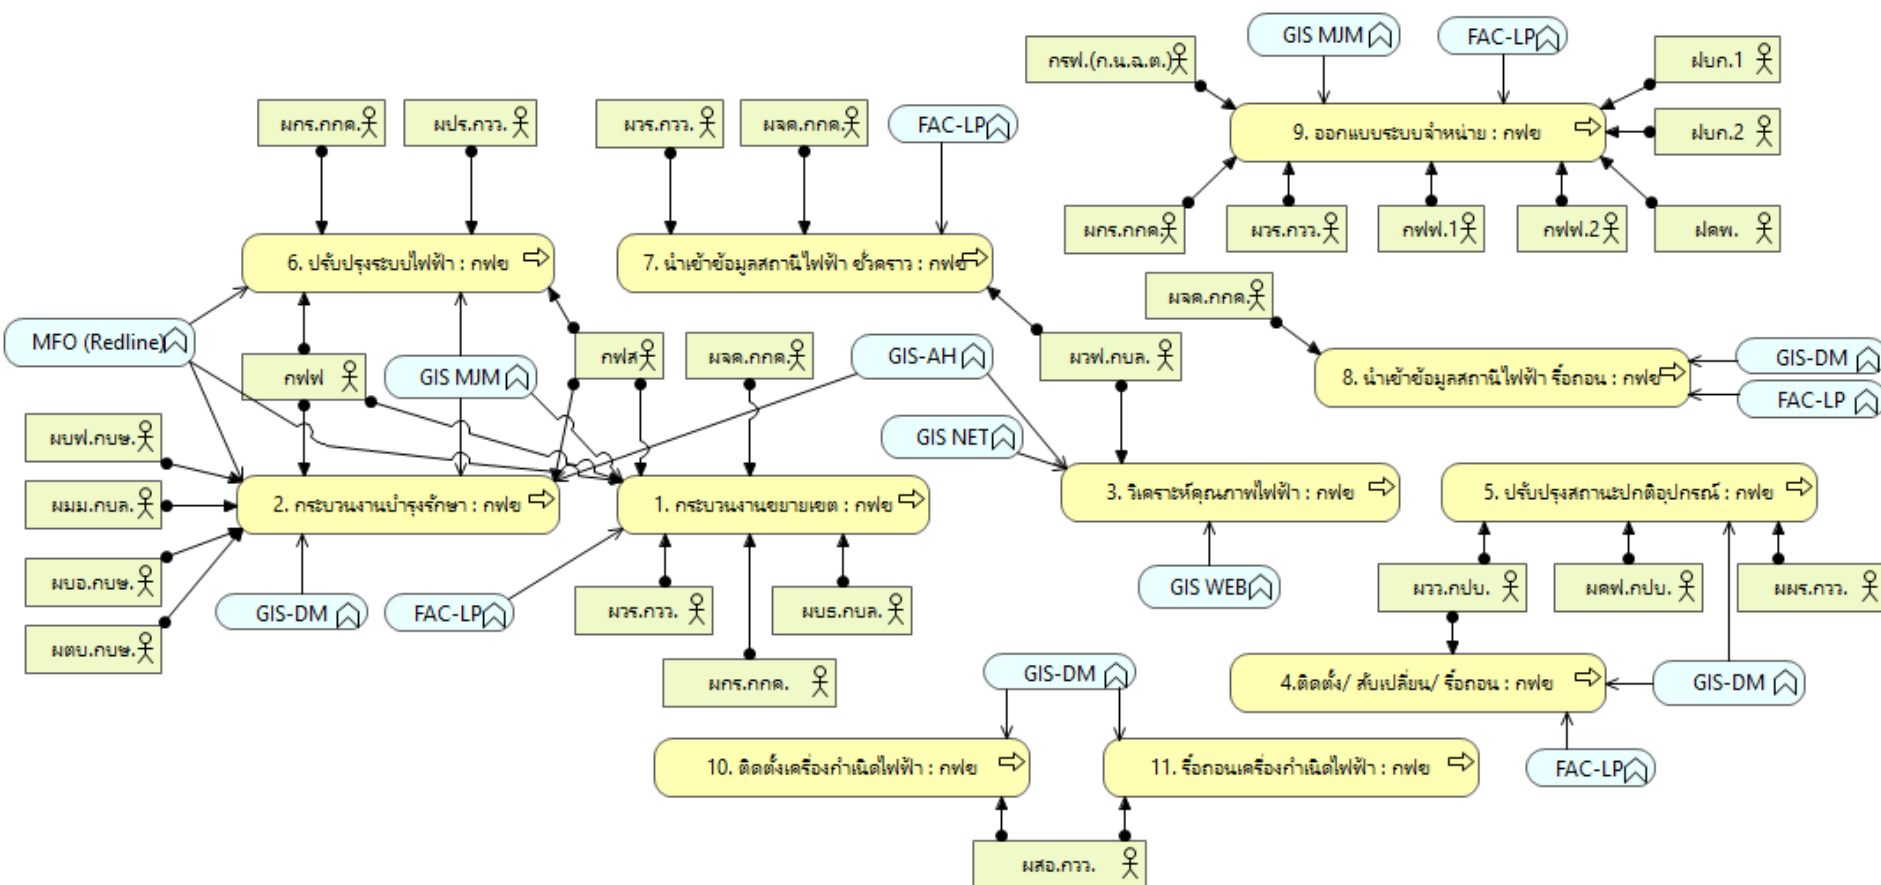 GIS MJM
FAC-LP
กรฟ.(ก.น.ฉ.ต.)
ฝบก.1
ผกร.กกค.
ผปร.กวว.
ผวร.กวว.
ผจค.กกค.
FAC-LP
9. ออกแบบระบบจำหน่าย : กฟข
ฝบก.2
ผกร.กกค.
ผวร.กวว.
กฟฟ.1
กฟฟ.2
ฝคพ.
6. ปรับปรุงระบบไฟฟ้า : กฟข
7. นำเข้าข้อมูลสถานีไฟฟ้า ชั่วคราว : กฟข
ผจค.กกค.
MFO (Redline)
กฟฟ
GIS MJM
กฟส
ผจค.กกค.
GIS-AH
ผวฟ.กบล.
GIS-DM
8. นำเข้าข้อมูลสถานีไฟฟ้า รื้อถอน : กฟข
FAC-LP
ผบฟ.กบษ.
GIS NET
ผมม.กบล.
2. กระบวนงานบำรุงรักษา : กฟข
1. กระบวนงานขยายเขต : กฟข
3. วิเคราะห์คุณภาพไฟฟ้า : กฟข
5. ปรับปรุงสถานะปกติอุปกรณ์ : กฟข
ผบอ.กบษ.
GIS-DM
FAC-LP
ผวร.กวว.
ผบธ.กบล.
GIS WEB
ผวว.กปบ.
ผคฟ.กปบ.
ผผร.กวว.
ผตบ.กบษ.
ผกร.กกค.
GIS-DM
4.ติดตั้ง/ สับเปลี่ยน/ รื้อถอน : กฟข
GIS-DM
10. ติดตั้งเครื่องกำเนิดไฟฟ้า : กฟข
11. รื้อถอนเครื่องกำเนิดไฟฟ้า : กฟข
FAC-LP
ผสอ.กวว.